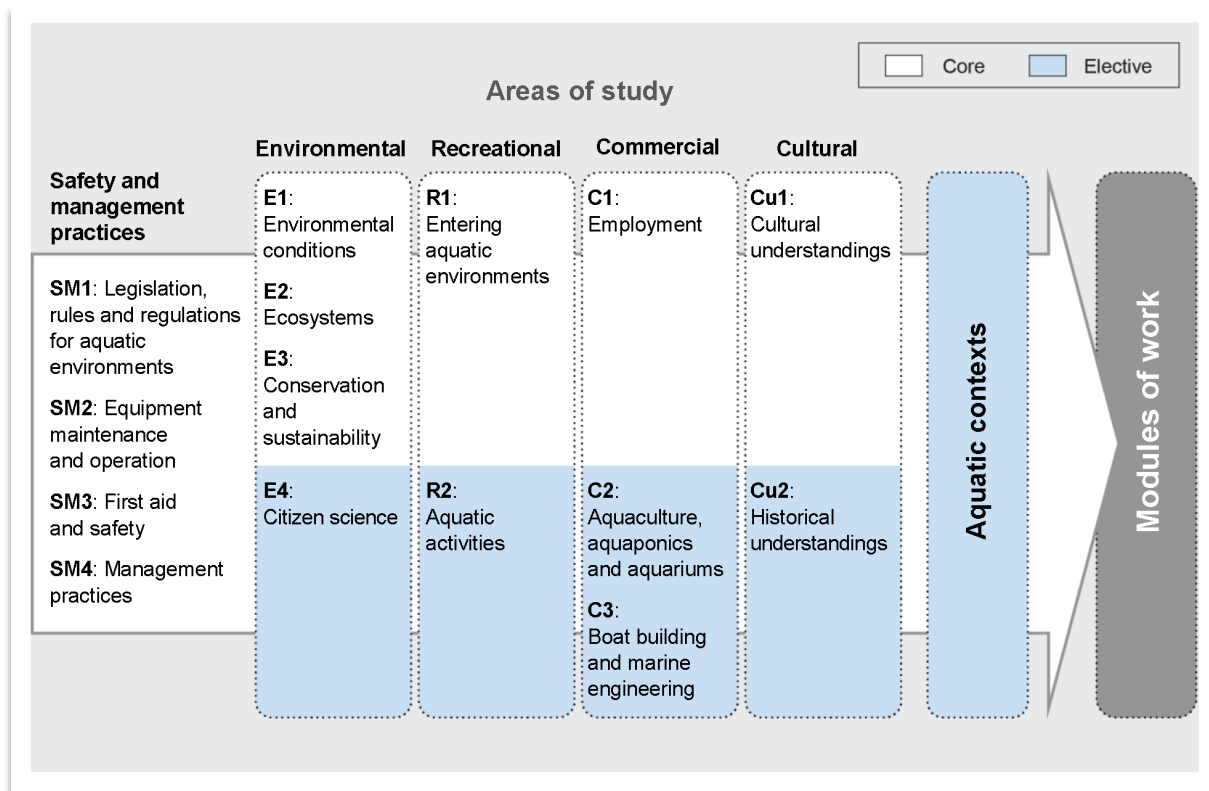 Core
Elective
Areas of study
Environmental
Recreational
Commercial
Cultural
Safety and
management
practices
SM1: Legislation,
rules and regulations
for aquatic
environments
SM2: Equipment
maintenance
and operation
SM3: First aid
and safety
SM4: Management
practices
E1:
Environmental
conditions
E2:
Ecosystems
E3:
Conservation
and
sustainability
E4:
Citizen science
R1:
Entering
aquatic
environments
R2:
Aquatic
activities
C1:
Employment
C2:
Aquaculture,
aquaponics
and aquariums
C3:
Boat building
and marine
engineering
Cu1:
Cultural
understandings
Cu2:
Historical
understandings
Aquatic contexts
Modules of work